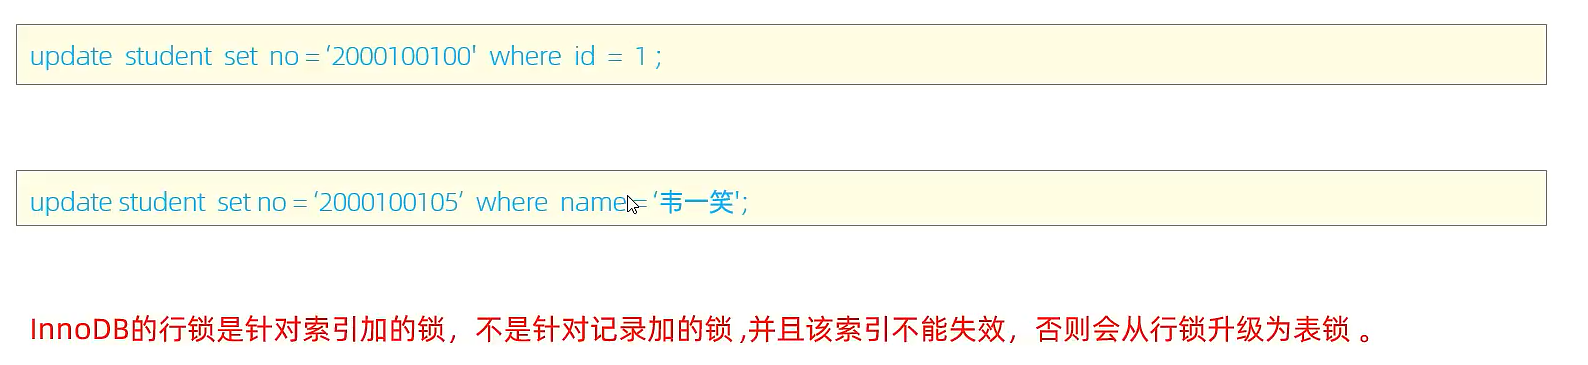 update student set no = ‘2000100100' where id = 1 ;
update student set no = ‘2000100105’ where name = ‘韦一笑';
InnoDB的行锁是针对索引加的锁，不是针对记录加的锁 ,并且该索引不能失效，否则会从行锁升级为表锁 。